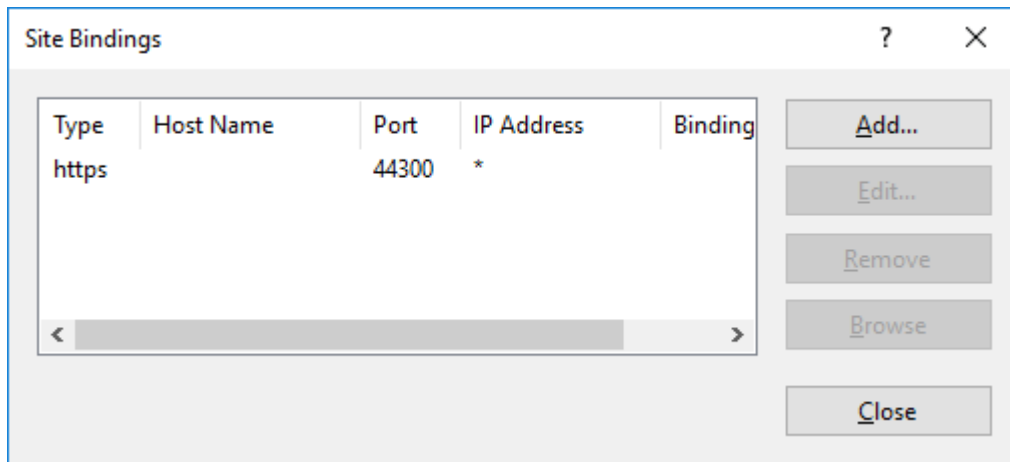 Site Bindings
Type Host Name Port IP Address Binding
https 44300 *
Add...
Edit...
Remove
Browse
Close